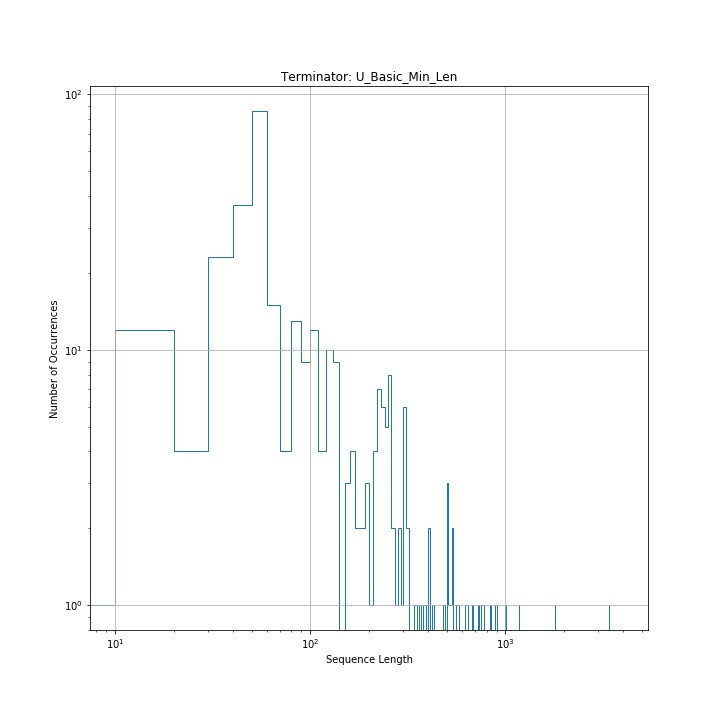 Terminator: U_Basic_Min_Len
10²
10¹
10⁰
Number of Occurrences
10¹
10²
10³
Sequence Length